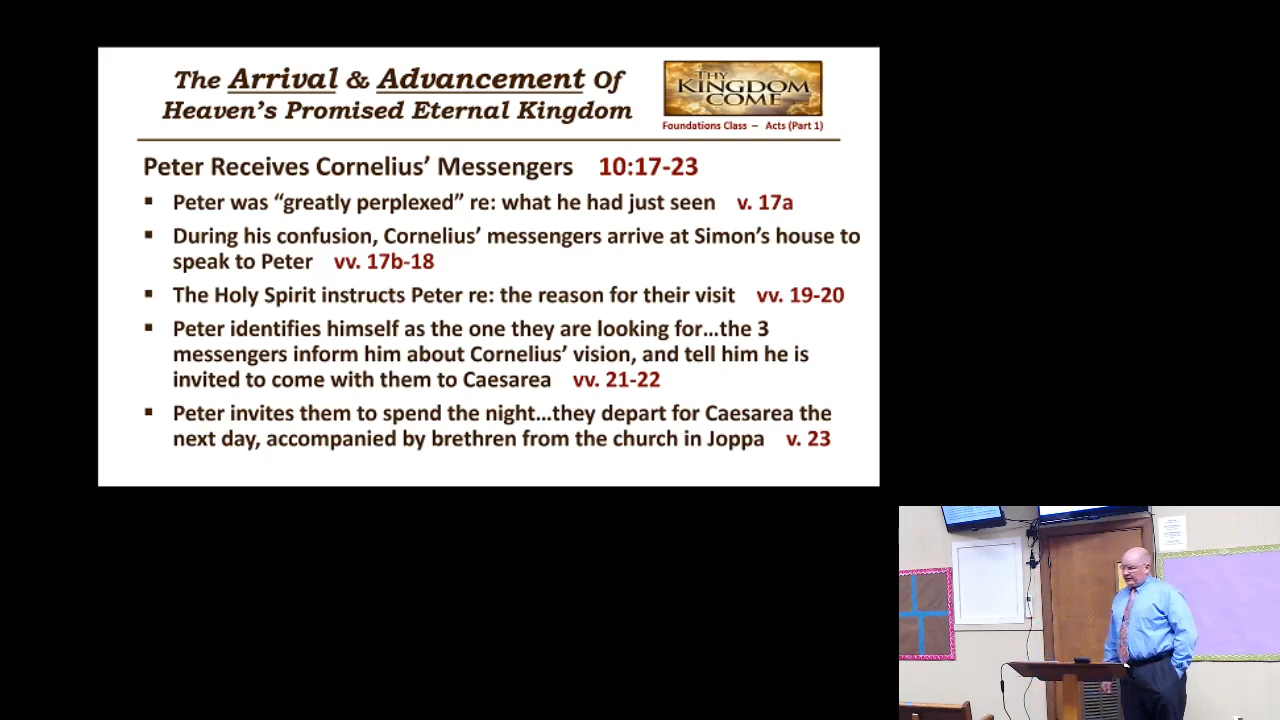 The Arrival & Advancement Of
Heaven's Promised Eternal Kingdom
THY
KINGDOM
COME
Foundations Class – Acts (Part 1)
Peter Receives Cornelius' Messengers 10:17-23
▪ Peter was “greatly perplexed” re: what he had just seen v. 17a
▪ During his confusion, Cornelius' messengers arrive at Simon's house to
speak to Peter vv. 17b-18
▪ The Holy Spirit instructs Peter re: the reason for their visit vv. 19-20
▪ Peter identifies himself as the one they are looking for…the 3
messengers inform him about Cornelius' vision, and tell him he is
invited to come with them to Caesarea vv. 21-22
▪ Peter invites them to spend the night…they depart for Caesarea the
next day, accompanied by brethren from the church in Joppa v. 23